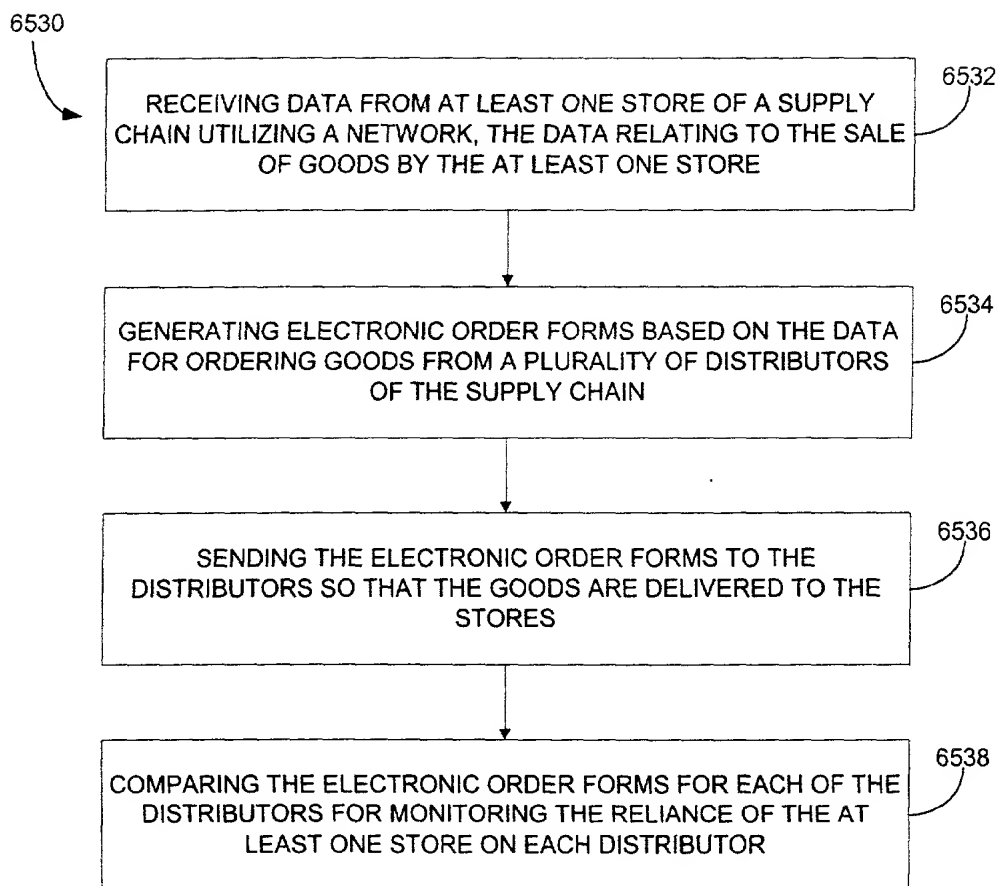 6530
6532
RECEIVING DATA FROM AT LEAST ONE STORE OF A SUPPLY
CHAIN UTILIZING A NETWORK, THE DATA RELATING TO THE SALE
OF GOODS BY THE AT LEAST ONE STORE
6534
GENERATING ELECTRONIC ORDER FORMS BASED ON THE DATA
FOR ORDERING GOODS FROM A PLURALITY OF DISTRIBUTORS
OF THE SUPPLY CHAIN
6536
SENDING THE ELECTRONIC ORDER FORMS TO THE
DISTRIBUTORS SO THAT THE GOODS ARE DELIVERED TO THE
STORES
6538
COMPARING THE ELECTRONIC ORDER FORMS FOR EACH OF THE
DISTRIBUTORS FOR MONITORING THE RELIANCE OF THE AT
LEAST ONE STORE ON EACH DISTRIBUTOR